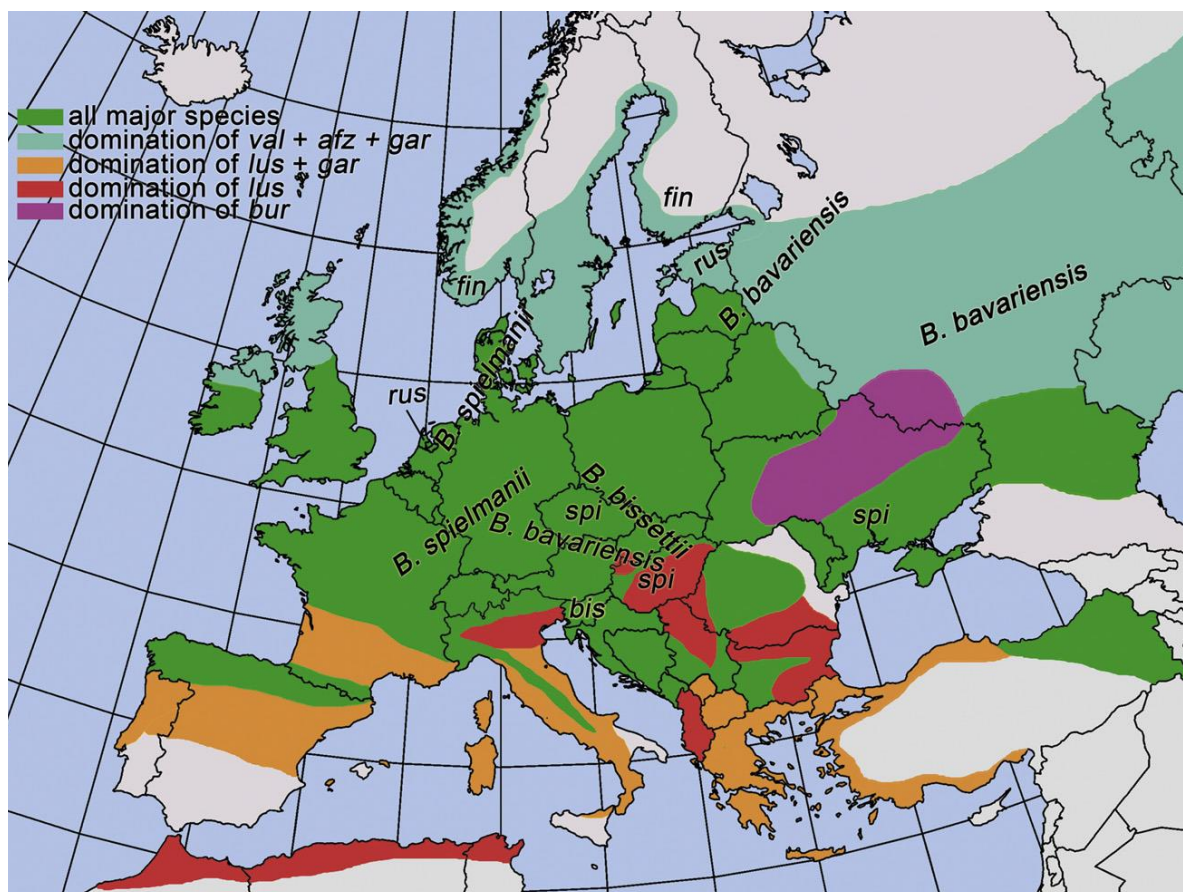 all major species
domination of val + afz + gar
domination of lus + gar
domination of lus
domination of bur
fin
fin
rus
B. bavariensis
B. bavariensis
rus
B. spielmanii
B. spielmanii
B. bissettii
spi
B. bavariensis
spi
spi
bis